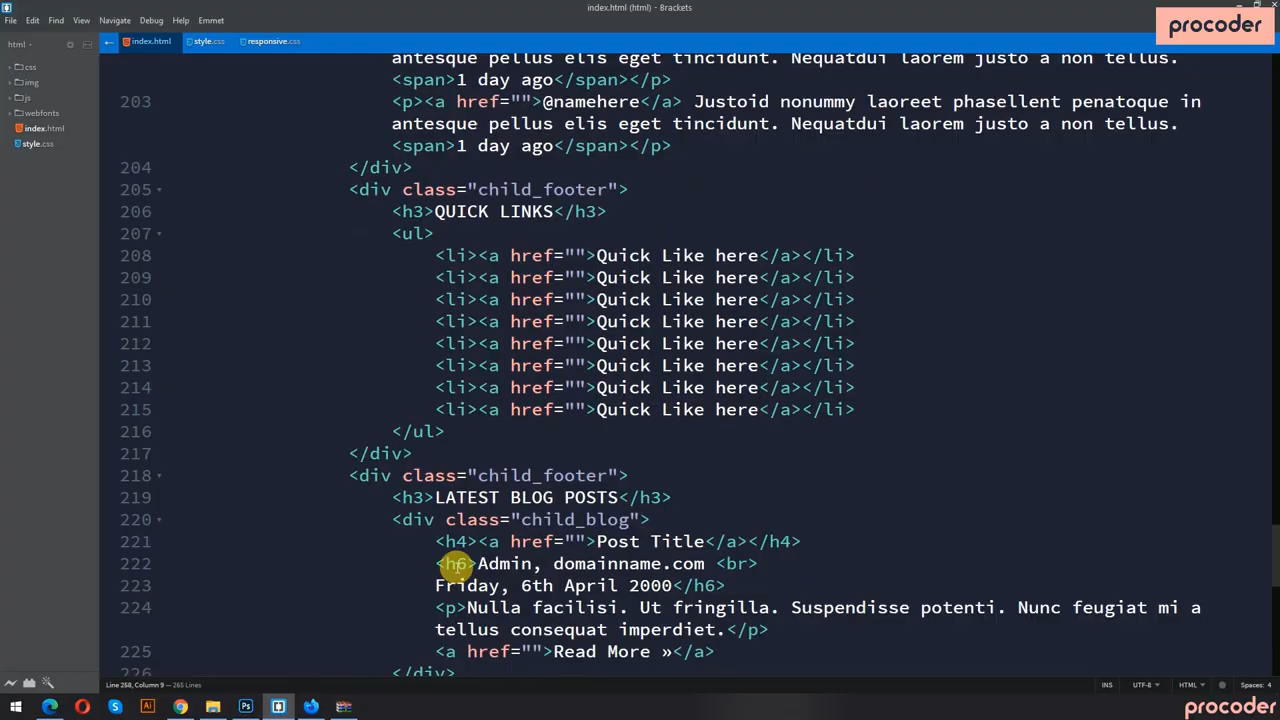 index.html (html) - Brackets
File Edit Find View Navigate Debug Help Emmet
procoder
html
index.html style.css responsive.css
css
img
js
webfonts
index.html
style.css
antesque pellus elis eget tincidunt. Nequatdui laorem justo a non tellus.
<span>1 day ago</span></p>
203 <p><a href="">@namehere</a> Justoid nonummy laoreet phasellent penatoque in
antesque pellus elis eget tincidunt. Nequatdui laorem justo a non tellus.
<span>1 day ago</span></p>
204 </div>
205 <div class="child_footer">
206 <h3>QUICK LINKS</h3>
207 <ul>
208 <li><a href="">Quick Like here</a></li>
209 <li><a href="">Quick Like here</a></li>
210 <li><a href="">Quick Like here</a></li>
211 <li><a href="">Quick Like here</a></li>
212 <li><a href="">Quick Like here</a></li>
213 <li><a href="">Quick Like here</a></li>
214 <li><a href="">Quick Like here</a></li>
215 <li><a href="">Quick Like here</a></li>
216 </ul>
217 </div>
218 <div class="child_footer">
219 <h3>LATEST BLOG POSTS</h3>
220 <div class="child_blog">
221 <h4><a href="">Post Title</a></h4>
222 <h6>Admin, domainname.com <br>
223 Friday, 6th April 2000</h6>
224 <p>Nulla facilisi. Ut fringilla. Suspendisse potenti. Nunc feugiat mi a
tellus consequat imperdiet.</p>
225 <a href="">Read More »</a>
226 </div>
Line 258, Column 9 — 265 Lines
INS UTF-8 HTML Spaces: 4
Ai Ps
procoder